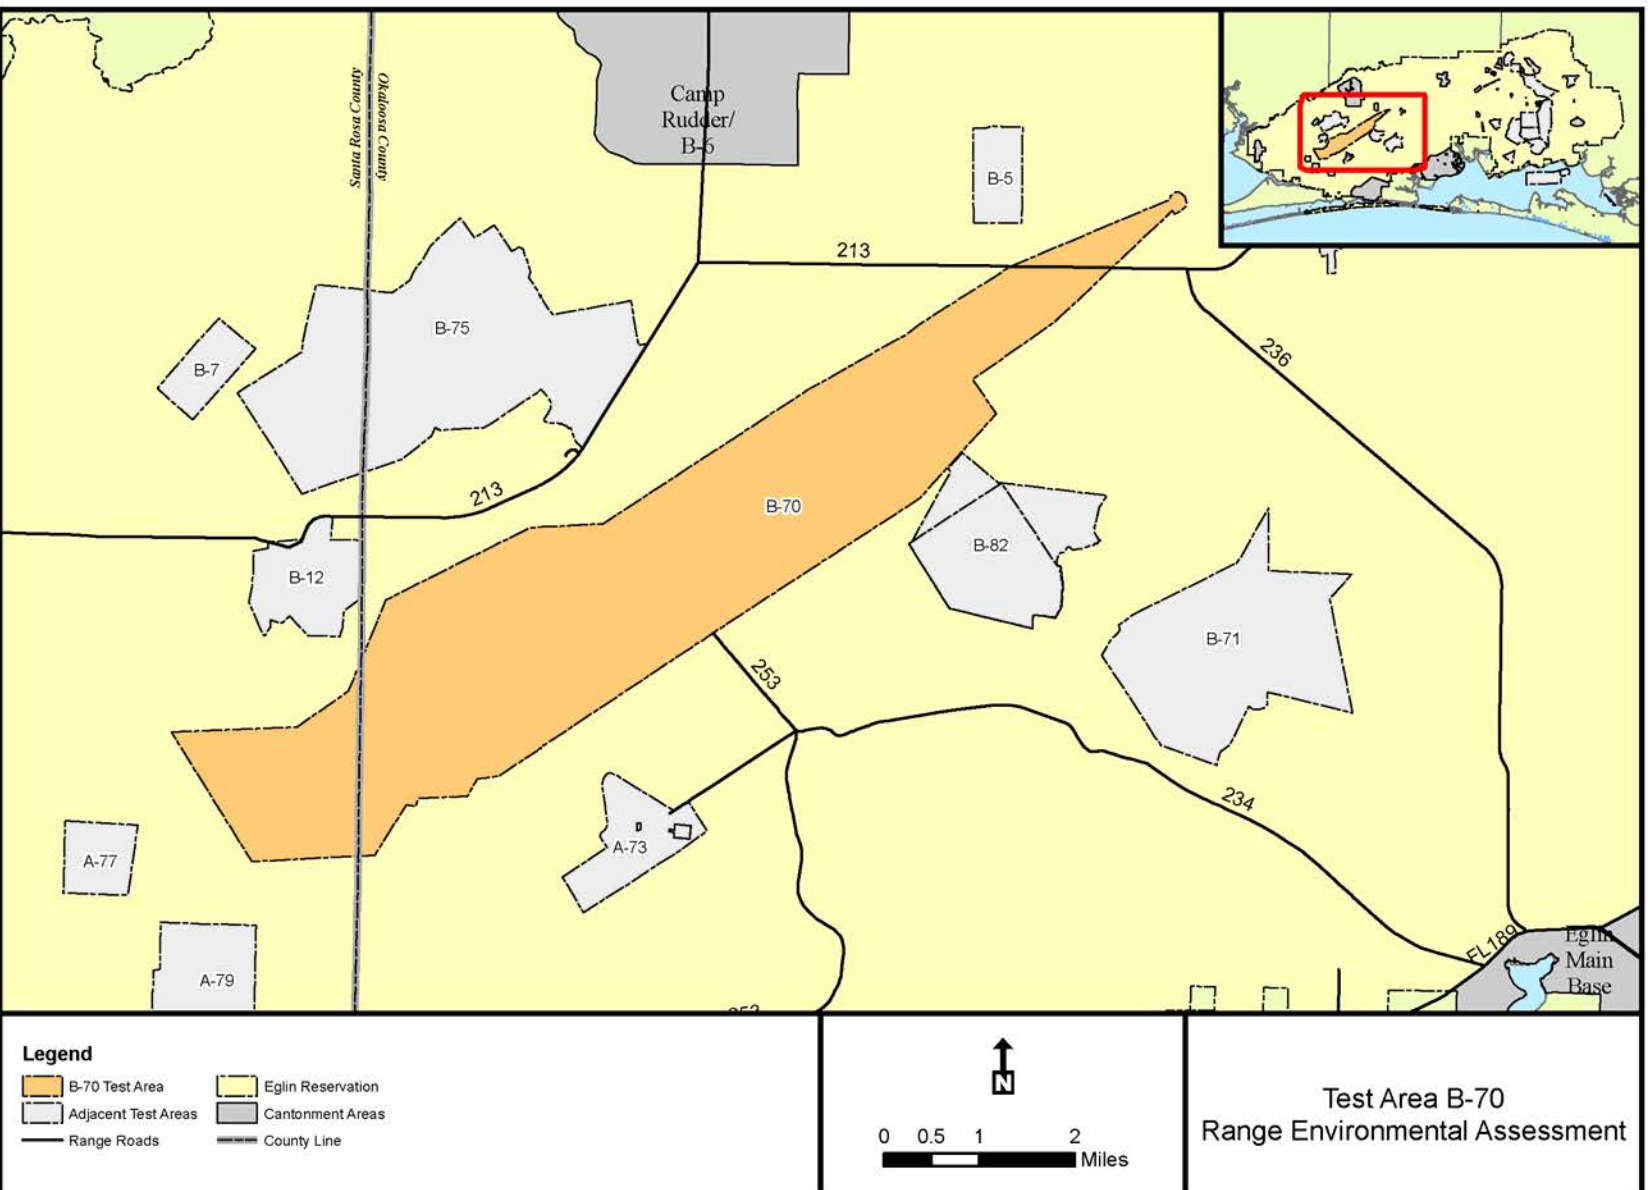 Santa Rosa County
Okaloosa County
Camp
Rudder/
B-6
B-5
213
B-75
B-7
236
213
B-70
B-82
B-12
B-71
253
234
A-73
A-77
A-79
FL189
Eglin
Main
Base
Legend
B-70 Test Area
Eglin Reservation
Adjacent Test Areas
Cantonment Areas
Range Roads
County Line
N
0 0.5 1 2
Miles
Test Area B-70
Range Environmental Assessment